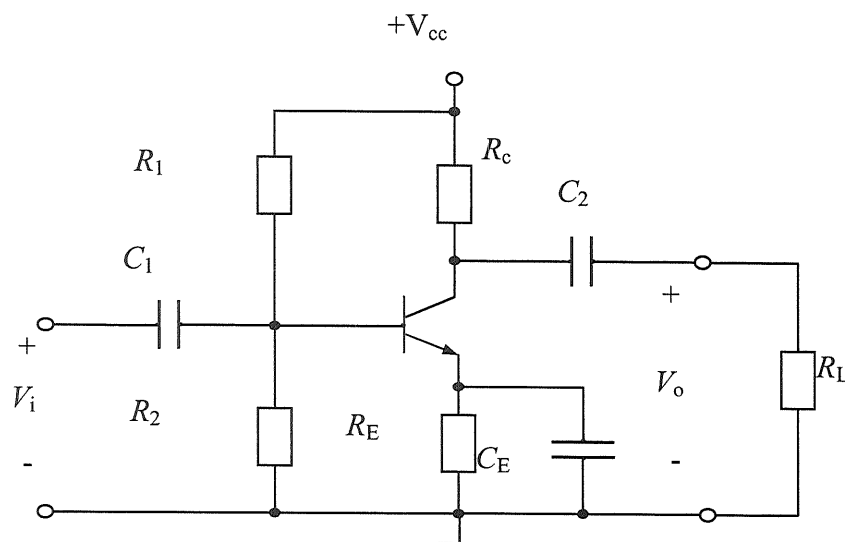 +Vcc
R1
Rc
C2
C1
+
+
Vi
R2
RE
CE
Vo
RL
-
-